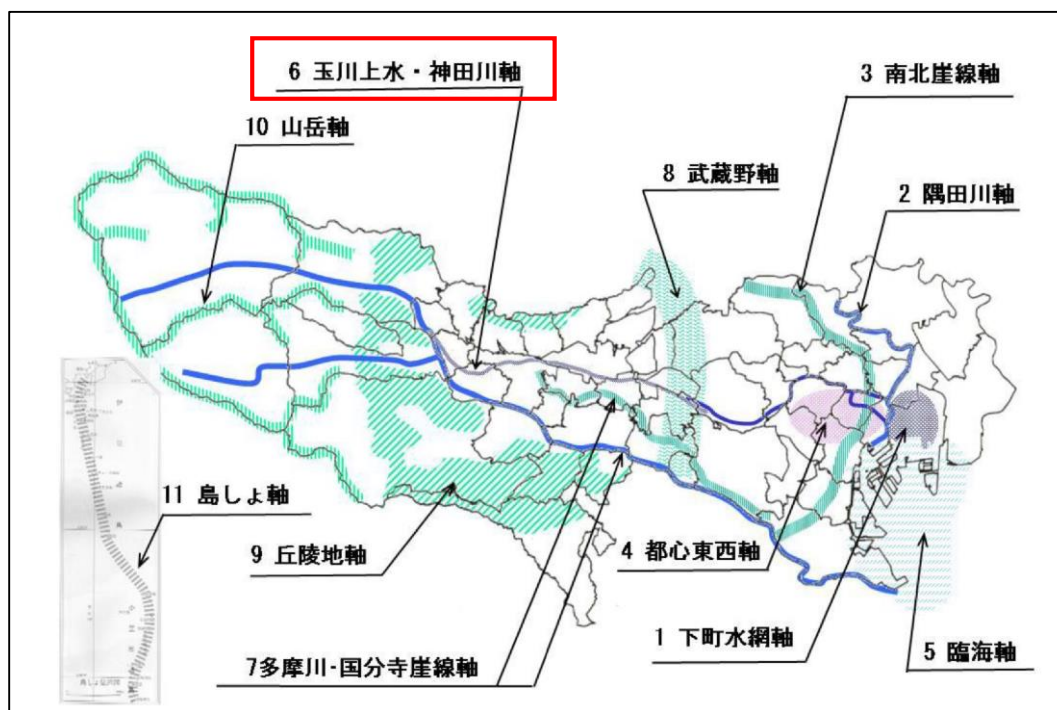 6 玉川上水・神田川軸
3 南北崖線軸
10 山岳軸
8 武蔵野軸
2 隅田川軸
11 島しょ軸
9 丘陵地軸
4 都心東西軸
1 下町水網軸
5 臨海軸
7多摩川・国分寺崖線軸